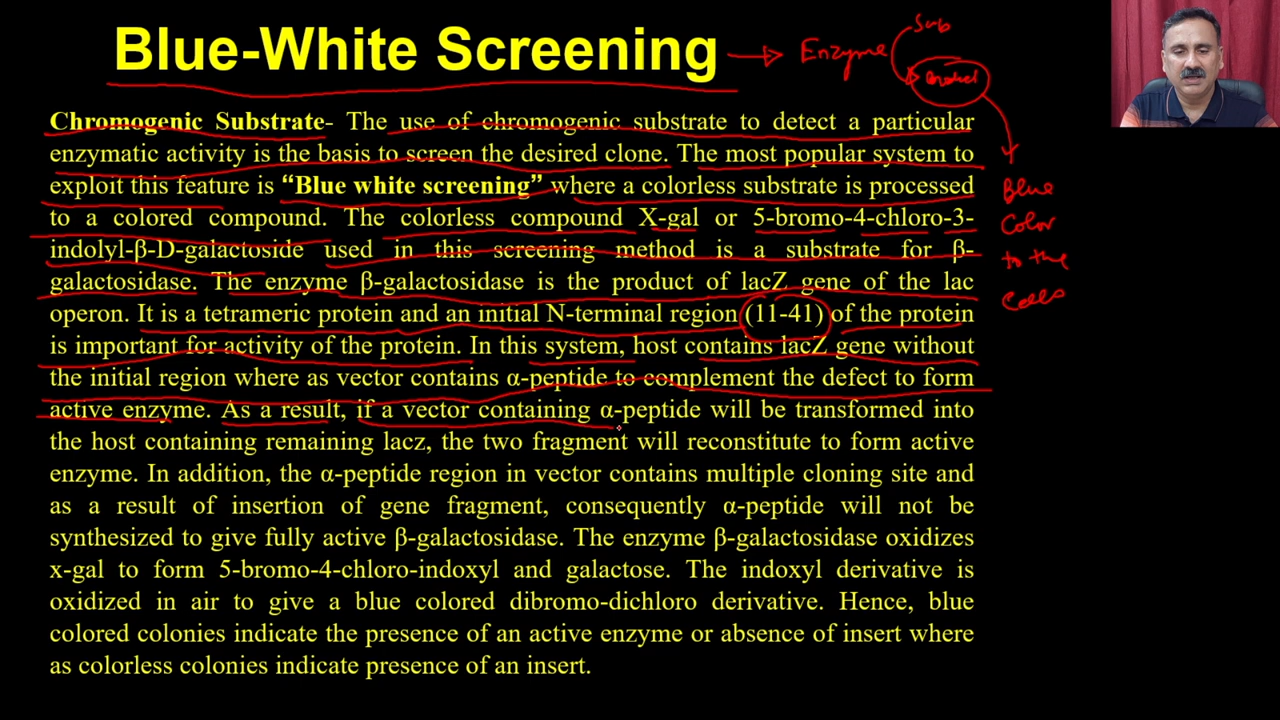 Blue-White Screening
Enzyme
Sub
Product
Chromogenic Substrate- The use of chromogenic substrate to detect a particular
enzymatic activity is the basis to screen the desired clone. The most popular system to
exploit this feature is “Blue white screening” where a colorless substrate is processed
to a colored compound. The colorless compound X-gal or 5-bromo-4-chloro-3-
indolyl-β-D-galactoside used in this screening method is a substrate for β-
galactosidase. The enzyme β-galactosidase is the product of lacZ gene of the lac
operon. It is a tetrameric protein and an initial N-terminal region (11-41) of the protein
is important for activity of the protein. In this system, host contains lacZ gene without
the initial region where as vector contains α-peptide to complement the defect to form
active enzyme. As a result, if a vector containing α-peptide will be transformed into
the host containing remaining lacz, the two fragment will reconstitute to form active
enzyme. In addition, the α-peptide region in vector contains multiple cloning site and
as a result of insertion of gene fragment, consequently α-peptide will not be
synthesized to give fully active β-galactosidase. The enzyme β-galactosidase oxidizes
x-gal to form 5-bromo-4-chloro-indoxyl and galactose. The indoxyl derivative is
oxidized in air to give a blue colored dibromo-dichloro derivative. Hence, blue
colored colonies indicate the presence of an active enzyme or absence of insert where
as colorless colonies indicate presence of an insert.
Blue
Color
to the
Cells